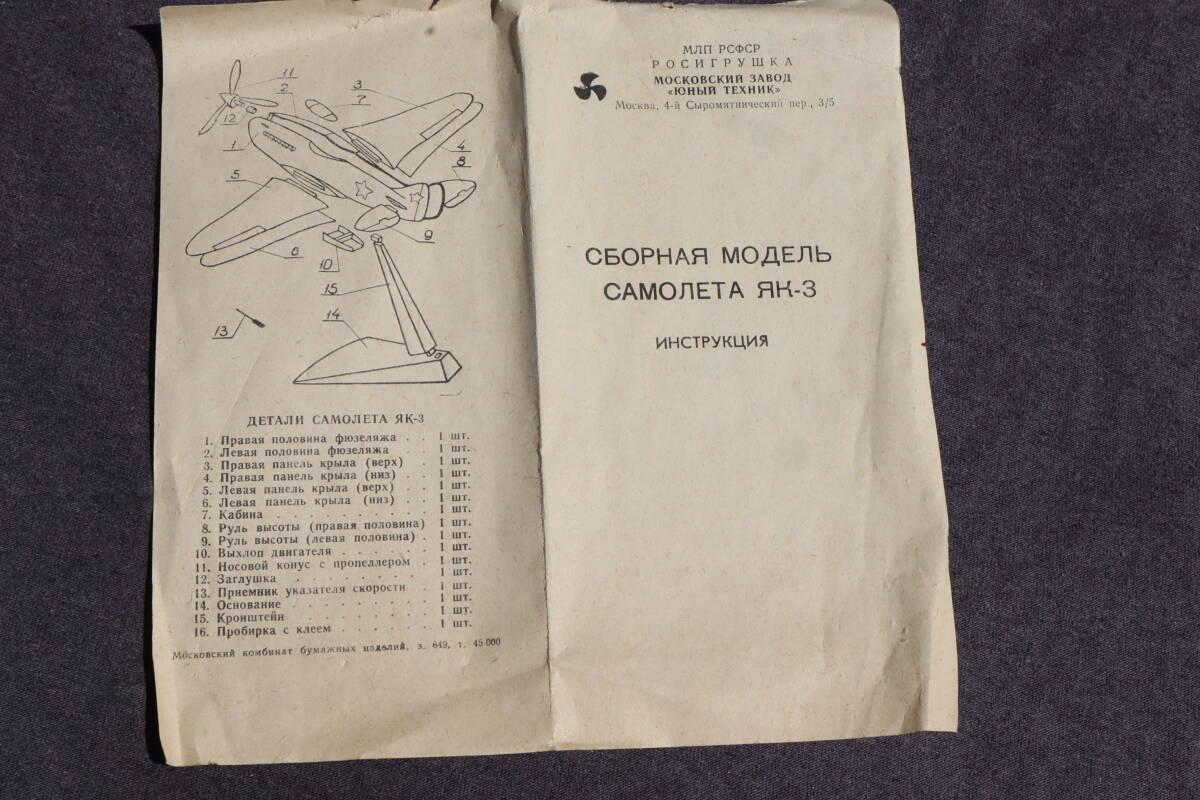 11
2
7
3
12
1
4
8
5
9
6
10
15
14
13
ДЕТАЛИ САМОЛЕТА ЯК-3
1. Правая половина фюзеляжа . . 1 шт.
2. Левая половина фюзеляжа . 1 шт.
3. Правая панель крыла (верх) . 1 шт.
4. Правая панель крыла (низ) . . 1 шт.
5. Левая панель крыла (верх) . . 1 шт.
6. Левая панель крыла (низ) . . 1 шт.
7. Кабина . . . . . . . . . 1 шт.
8. Руль высоты (правая половина) 1 шт.
9. Руль высоты (левая половина) . 1 шт.
10. Выхлоп двигателя . . . . . . 1 шт.
11. Носовой конус с пропеллером . 1 шт.
12. Заглушка . . . . . . . . 1 шт.
13. Приемник указателя скорости . 1 шт.
14. Основание . . . . . . . . 1 шт.
15. Кронштейн . . . . . . . . 1 шт.
16. Пробирка с клеем . . . . . . 1 шт.
Московский комбинат бумажных изделий, з. 649, т. 45 000
МЛП РСФСР
РОСИГРУШКА
МОСКОВСКИЙ ЗАВОД
«ЮНЫЙ ТЕХНИК»
Москва, 4-й Сыромятнический пер., 3/5
СБОРНАЯ МОДЕЛЬ
САМОЛЕТА ЯК-3
ИНСТРУКЦИЯ